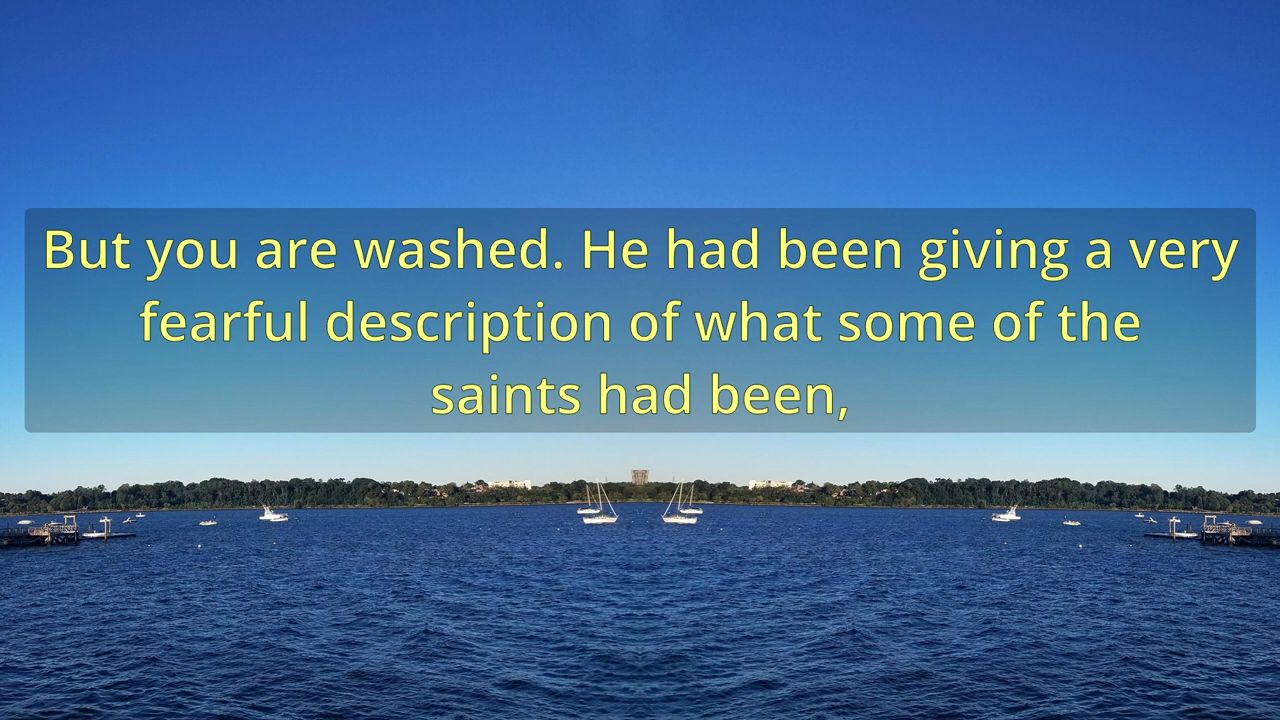 But you are washed. He had been giving a very
fearful description of what some of the
saints had been,